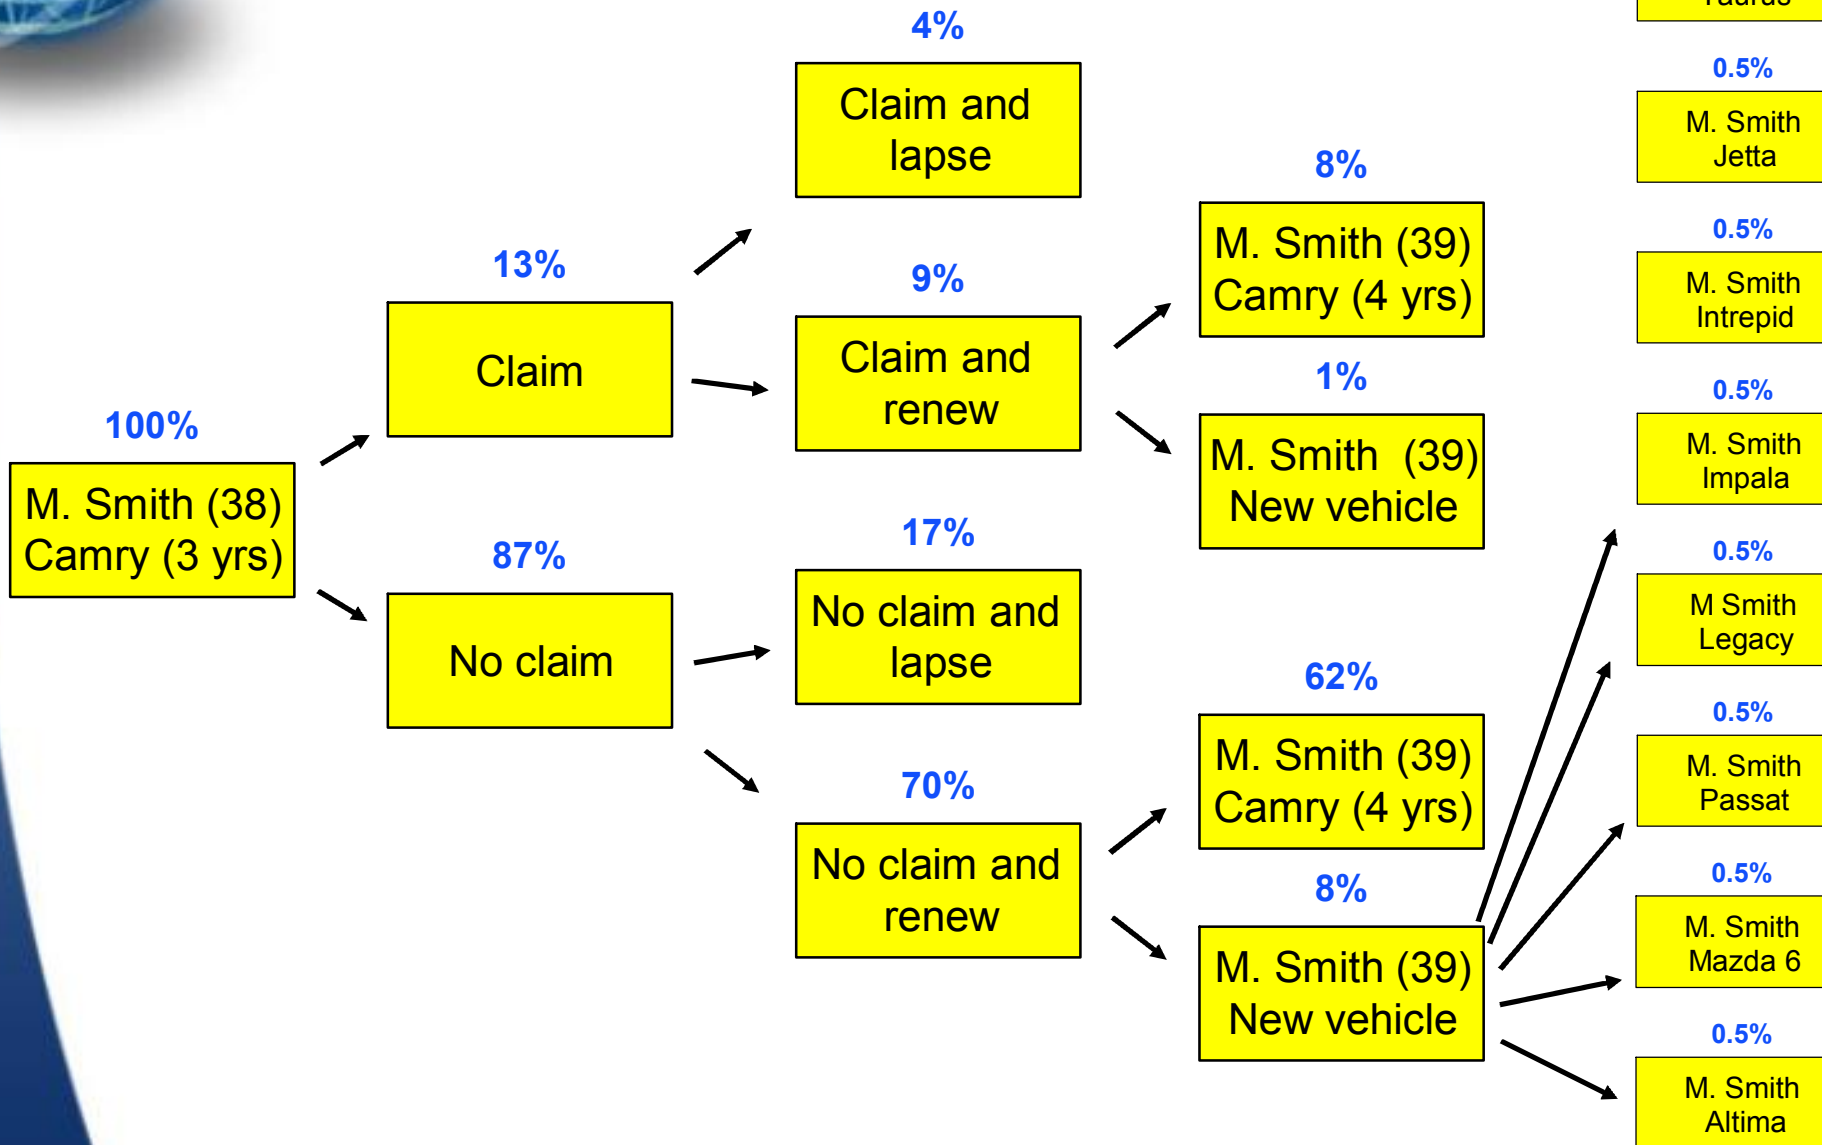 100%
M. Smith (38)
Camry (3 yrs)
13%
Claim
87%
No claim
4%
Claim and
lapse
9%
Claim and
renew
17%
No claim and
lapse
70%
No claim and
renew
8%
M. Smith (39)
Camry (4 yrs)
1%
M. Smith (39)
New vehicle
62%
M. Smith (39)
Camry (4 yrs)
8%
M. Smith (39)
New vehicle
Taurus
0.5%
M. Smith
Jetta
0.5%
M. Smith
Intrepid
0.5%
M. Smith
Impala
0.5%
M Smith
Legacy
0.5%
M. Smith
Passat
0.5%
M. Smith
Mazda 6
0.5%
M. Smith
Altima